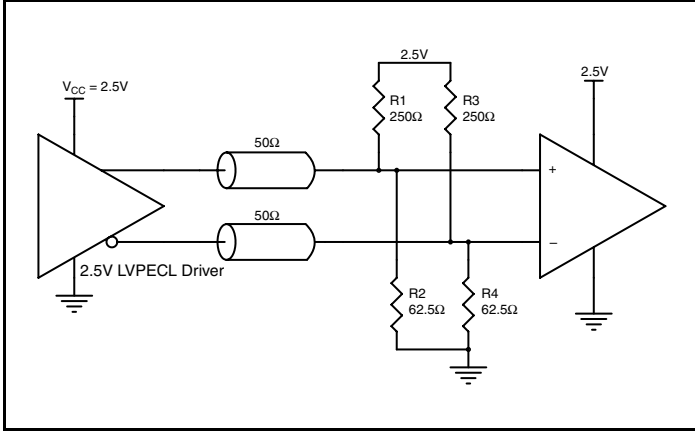 2.5V
V_CC = 2.5V
2.5V
R1
250Ω
R3
250Ω
50Ω
+
50Ω
–
2.5V LVPECL Driver
R2
62.5Ω
R4
62.5Ω